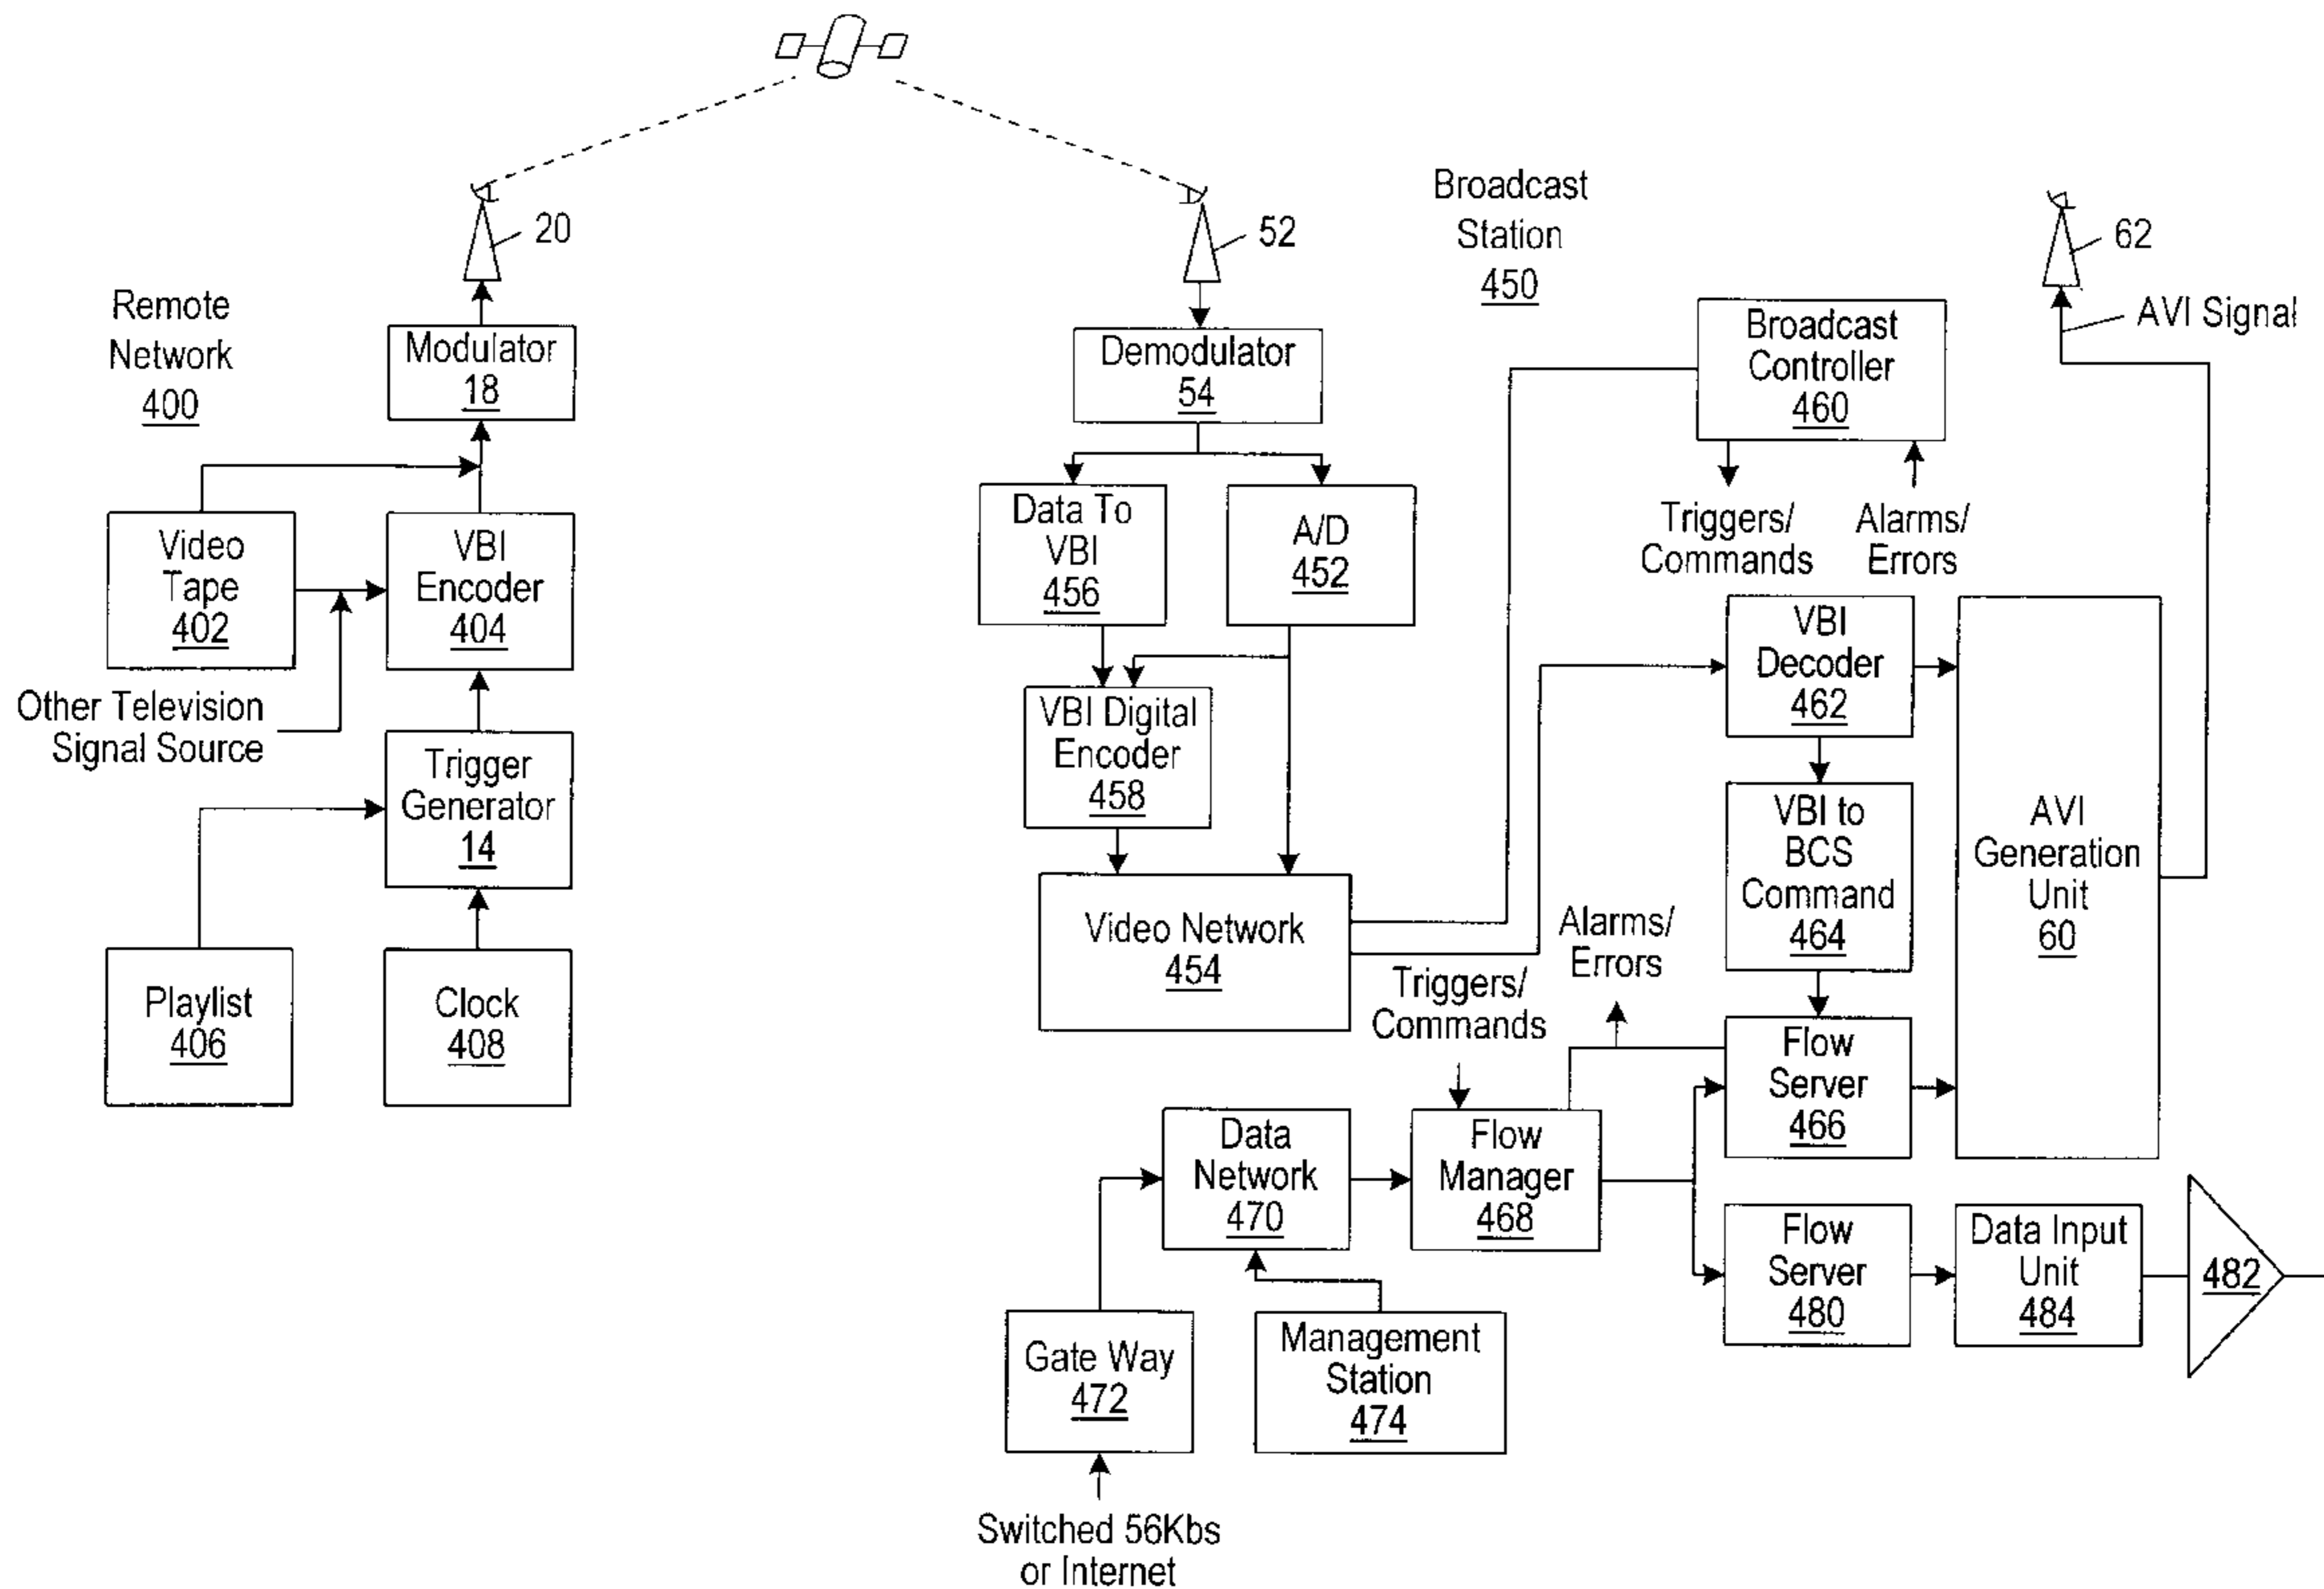 20
52
62
Remote
Network
400
Modulator
18
Video
Tape
402
VBI
Encoder
404
Other Television
Signal Source
Trigger
Generator
14
Playlist
406
Clock
408
Broadcast
Station
450
Demodulator
54
Data To
VBI
456
A/D
452
VBI Digital
Encoder
458
Video Network
454
Broadcast
Controller
460
AVI Signal
Triggers/
Commands
Alarms/
Errors
VBI
Decoder
462
VBI to
BCS
Command
464
AVI
Generation
Unit
60
Alarms/
Errors
Triggers/
Commands
Flow
Server
466
Data
Network
470
Flow
Manager
468
Flow
Server
480
Data Input
Unit
484
482
Gate Way
472
Management
Station
474
Switched 56Kbs
or Internet